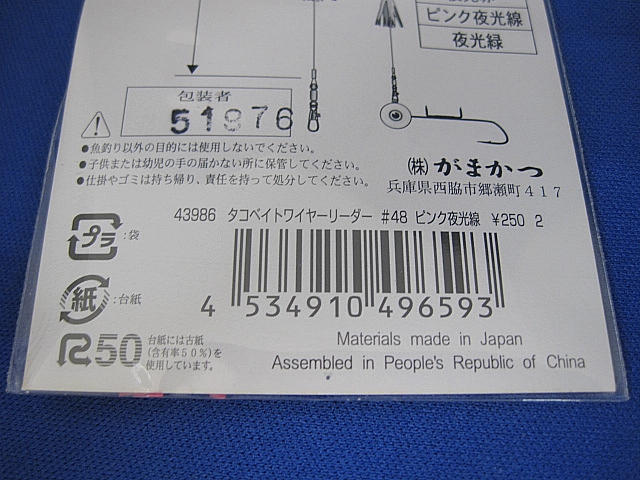 ピンク夜光線
夜光緑
包装者
51876
●魚釣り以外の目的には使用しないでください。
●子供または幼児の手の届かない所に保管してください。
●仕掛やゴミは持ち帰り、責任を持って処分してください。
㈱がまかつ
兵庫県西脇市郷瀬町417
43986 タコベイトワイヤーリーダー #48 ピンク夜光線 ¥250 2
プラ :袋
紙 :台紙
4 534910 496593
R50 台紙には古紙
(含有率50%)を
使用しています。
Materials made in Japan
Assembled in People's Republic of China